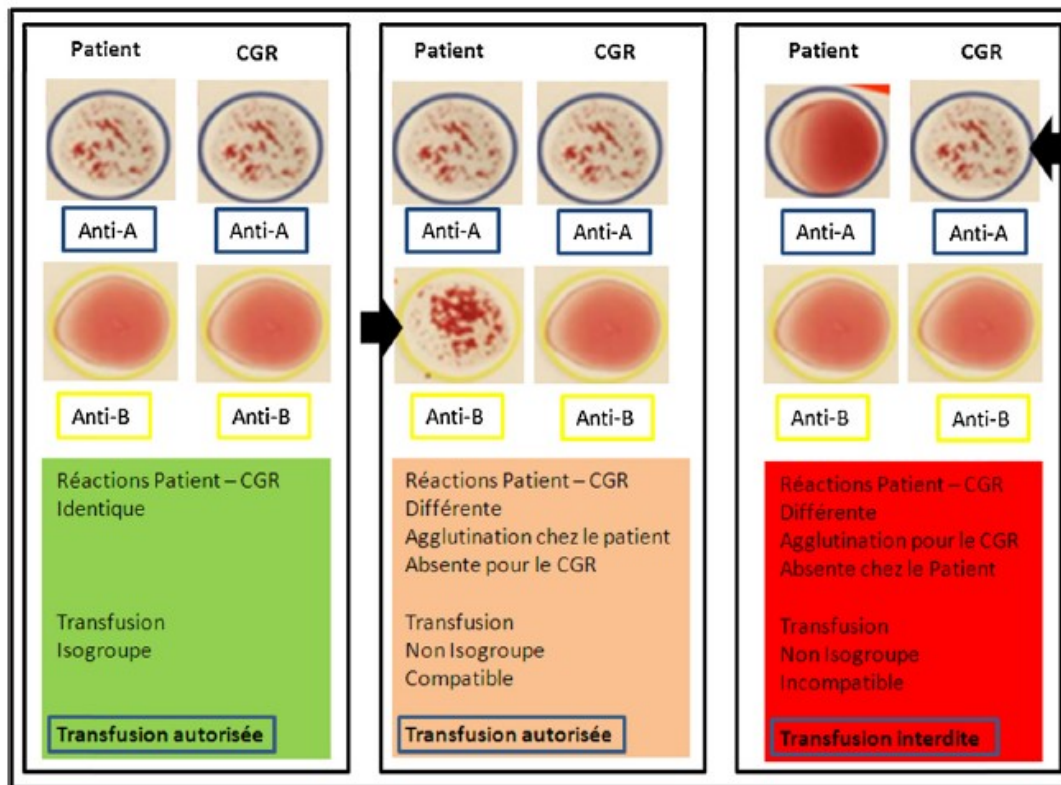 Patient
CGR
Anti-A
Anti-A
Anti-B
Anti-B
Réactions Patient – CGR
Identique
Transfusion
Isogroupe
Transfusion autorisée
Patient
CGR
Anti-A
Anti-A
Anti-B
Anti-B
Réactions Patient – CGR
Différente
Agglutination chez le patient
Absente pour le CGR
Transfusion
Non Isogroupe
Compatible
Transfusion autorisée
Patient
CGR
Anti-A
Anti-A
Anti-B
Anti-B
Réactions Patient – CGR
Différente
Agglutination pour le CGR
Absente chez le Patient
Transfusion
Non Isogroupe
Incompatible
Transfusion interdite